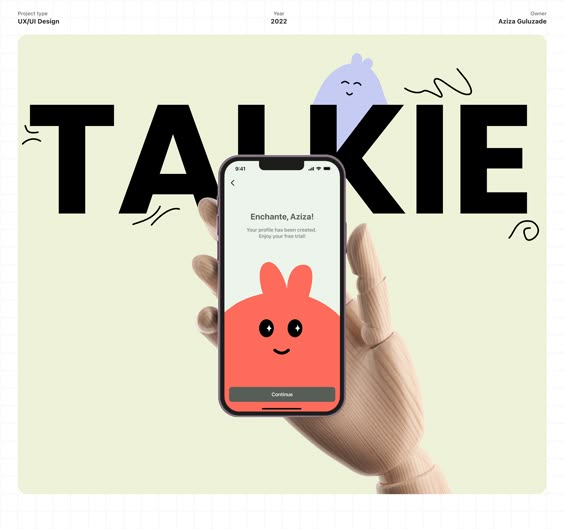 Project type
UX/UI Design
Year
2022
Owner
Aziza Guluzade
TALKIE
9:41
Enchante, Aziza!
Your profile has been created.
Enjoy your free trial!
Continue